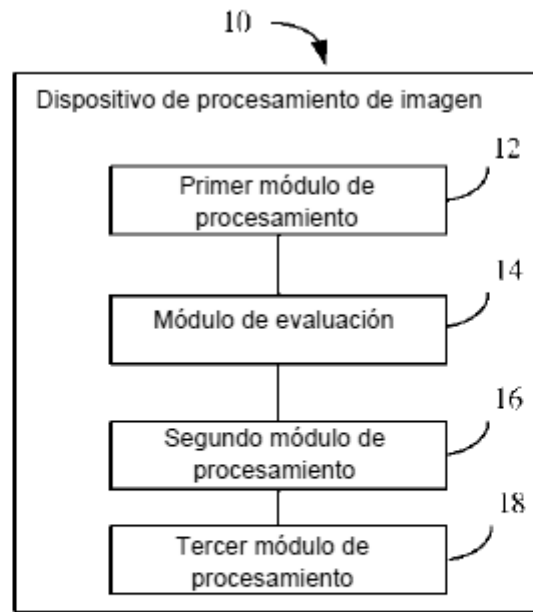 10
Dispositivo de procesamiento de imagen
12
Primer módulo de
procesamiento
14
Módulo de evaluación
16
Segundo módulo de
procesamiento
18
Tercer módulo de
procesamiento